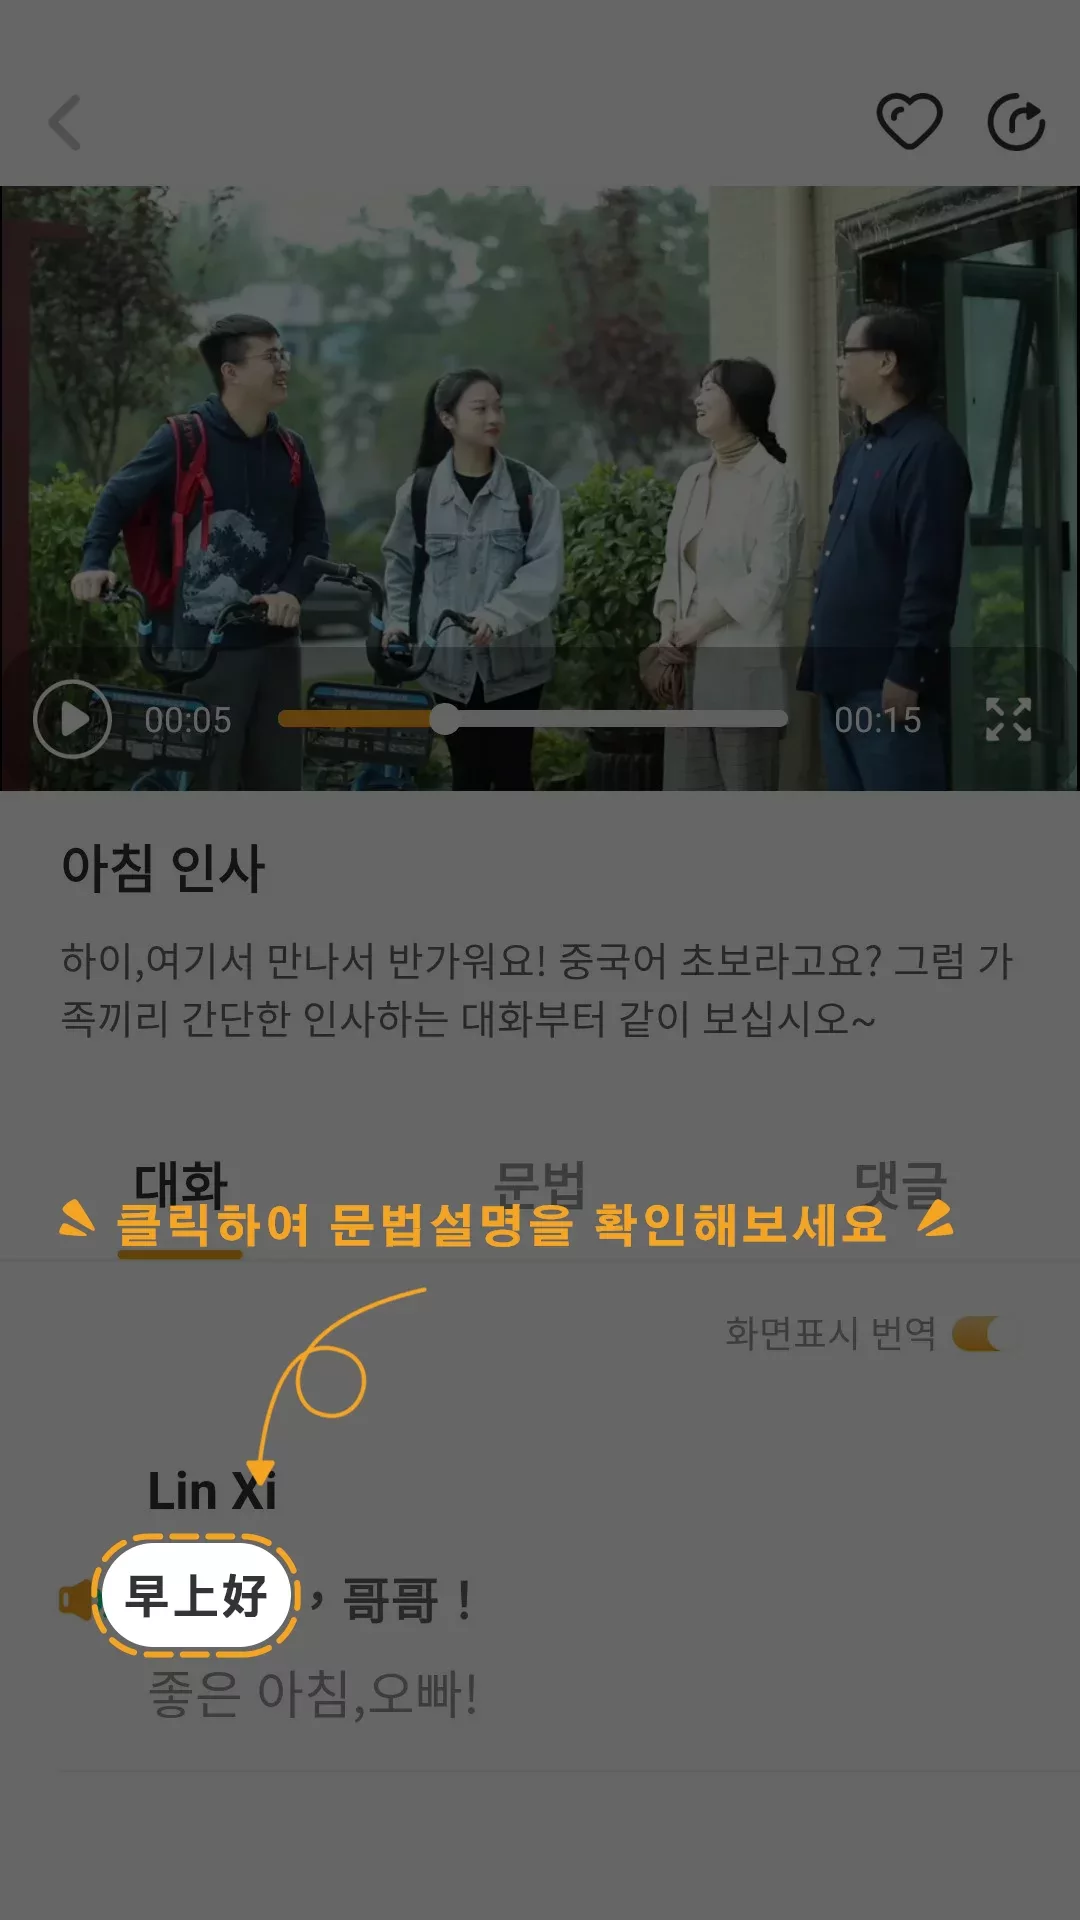 00:05
00:15
아침 인사
하이,여기서 만나서 반가워요! 중국어 초보라고요? 그럼 가
족끼리 간단한 인사하는 대화부터 같이 보십시오~
대화 문법 댓글
클릭하여 문법설명을 확인해보세요
화면표시 번역
Lin Xi
早上好，哥哥！
좋은 아침,오빠!